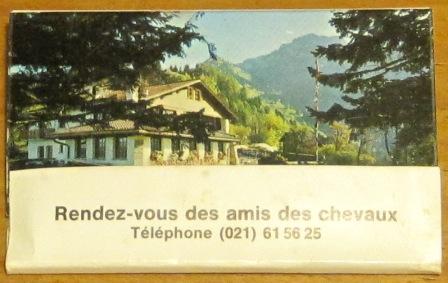 Rendez-vous des amis des chevaux
Téléphone (021) 61 56 25